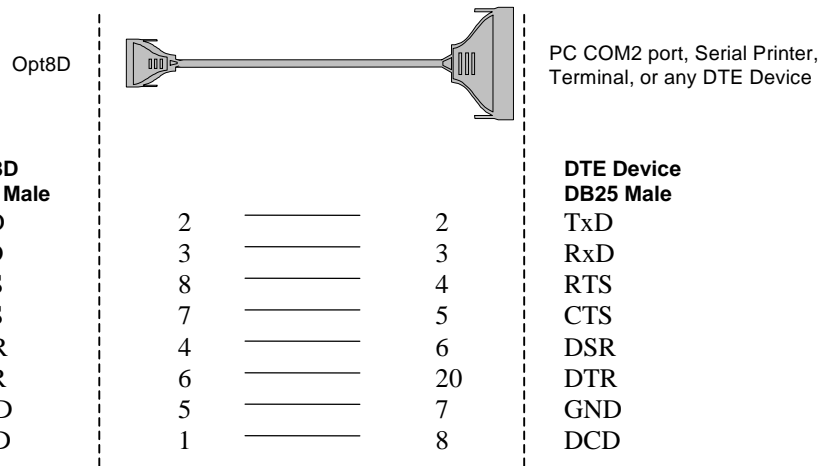 Opt8D
PC COM2 port, Serial Printer,
Terminal, or any DTE Device
DTE Device
Male DB25 Male
2 2 TxD
3 3 RxD
8 4 RTS
7 5 CTS
4 6 DSR
6 20 DTR
5 7 GND
1 8 DCD